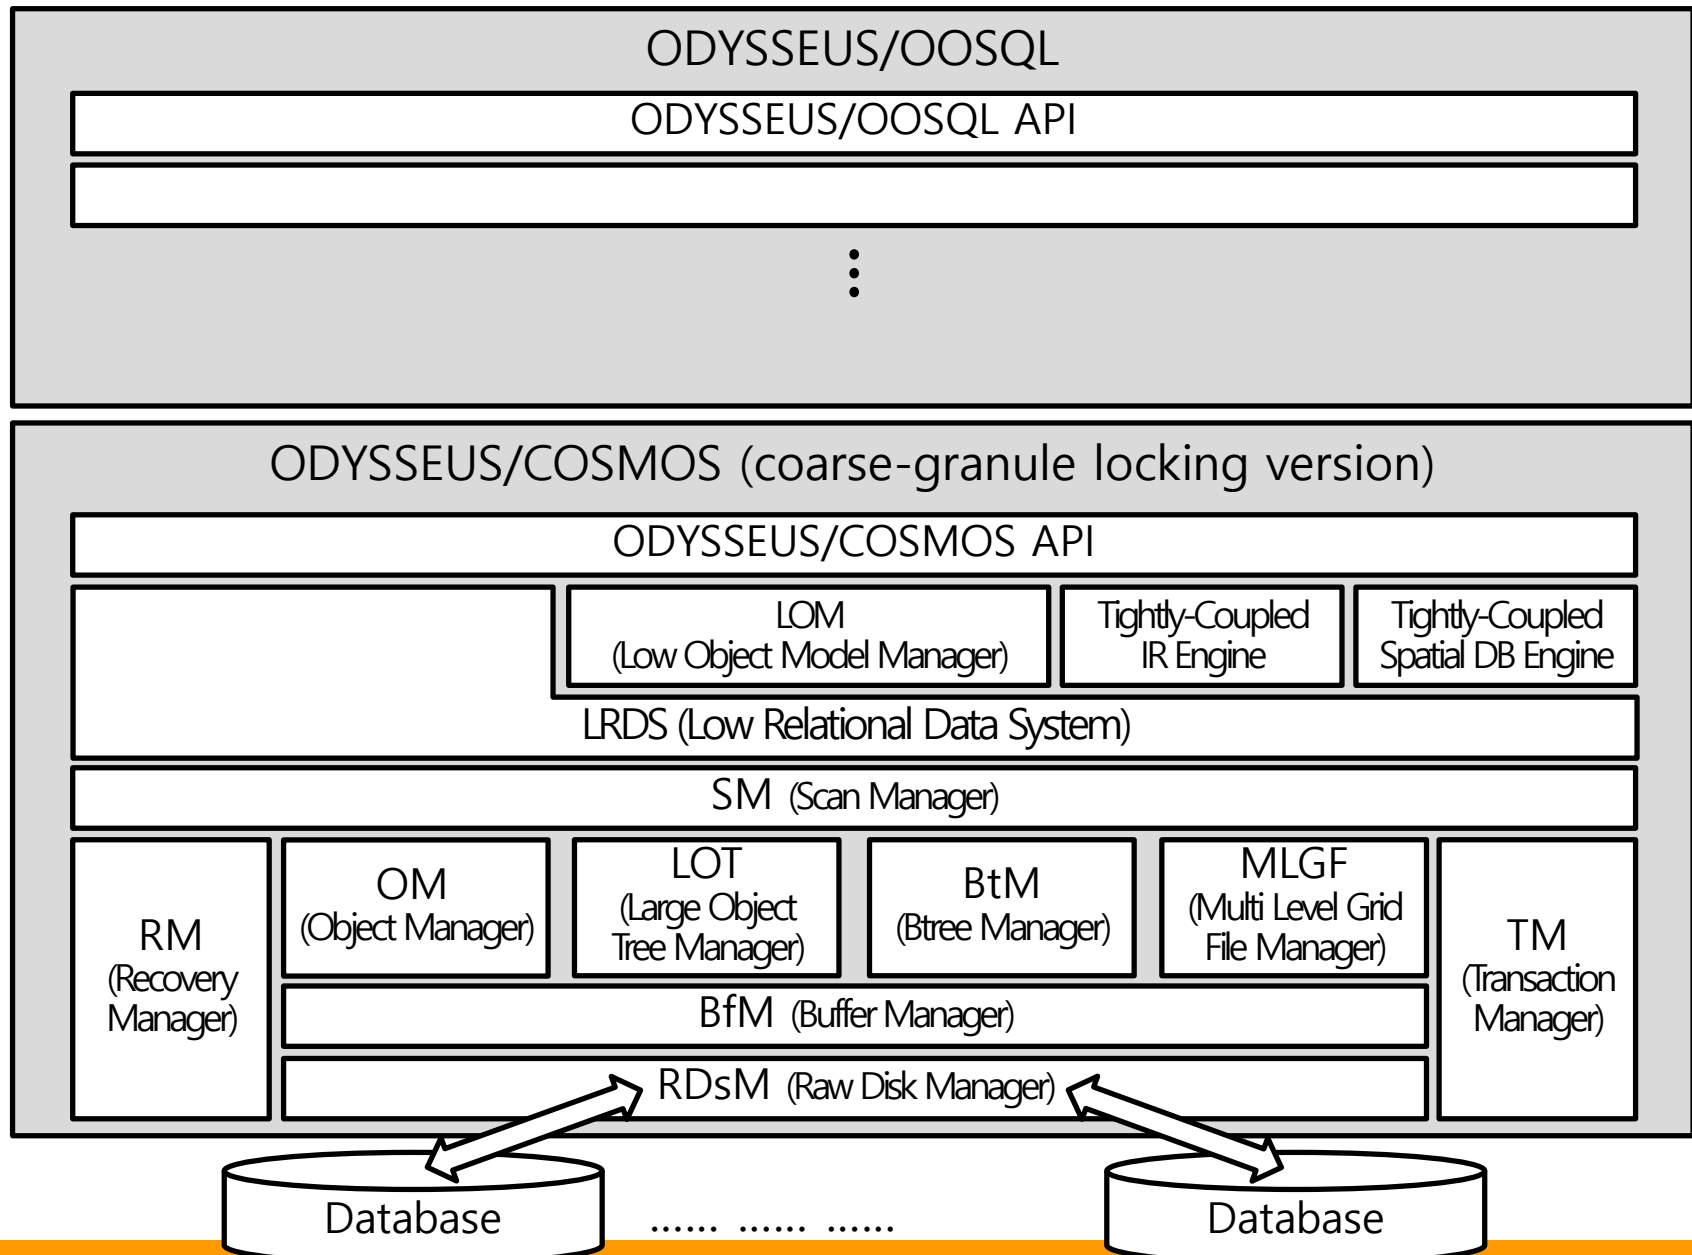 ODYSSEUS/OOSQL
ODYSSEUS/OOSQL API
⋮
ODYSSEUS/COSMOS (coarse-granule locking version)
ODYSSEUS/COSMOS API
LOM
(Low Object Model Manager)
Tightly-Coupled
IR Engine
Tightly-Coupled
Spatial DB Engine
LRDS (Low Relational Data System)
SM (Scan Manager)
RM
(Recovery
Manager)
OM
(Object Manager)
LOT
(Large Object
Tree Manager)
BtM
(Btree Manager)
MLGF
(Multi Level Grid
File Manager)
TM
(Transaction
Manager)
BfM (Buffer Manager)
RDsM (Raw Disk Manager)
Database
...... ...... ......
Database